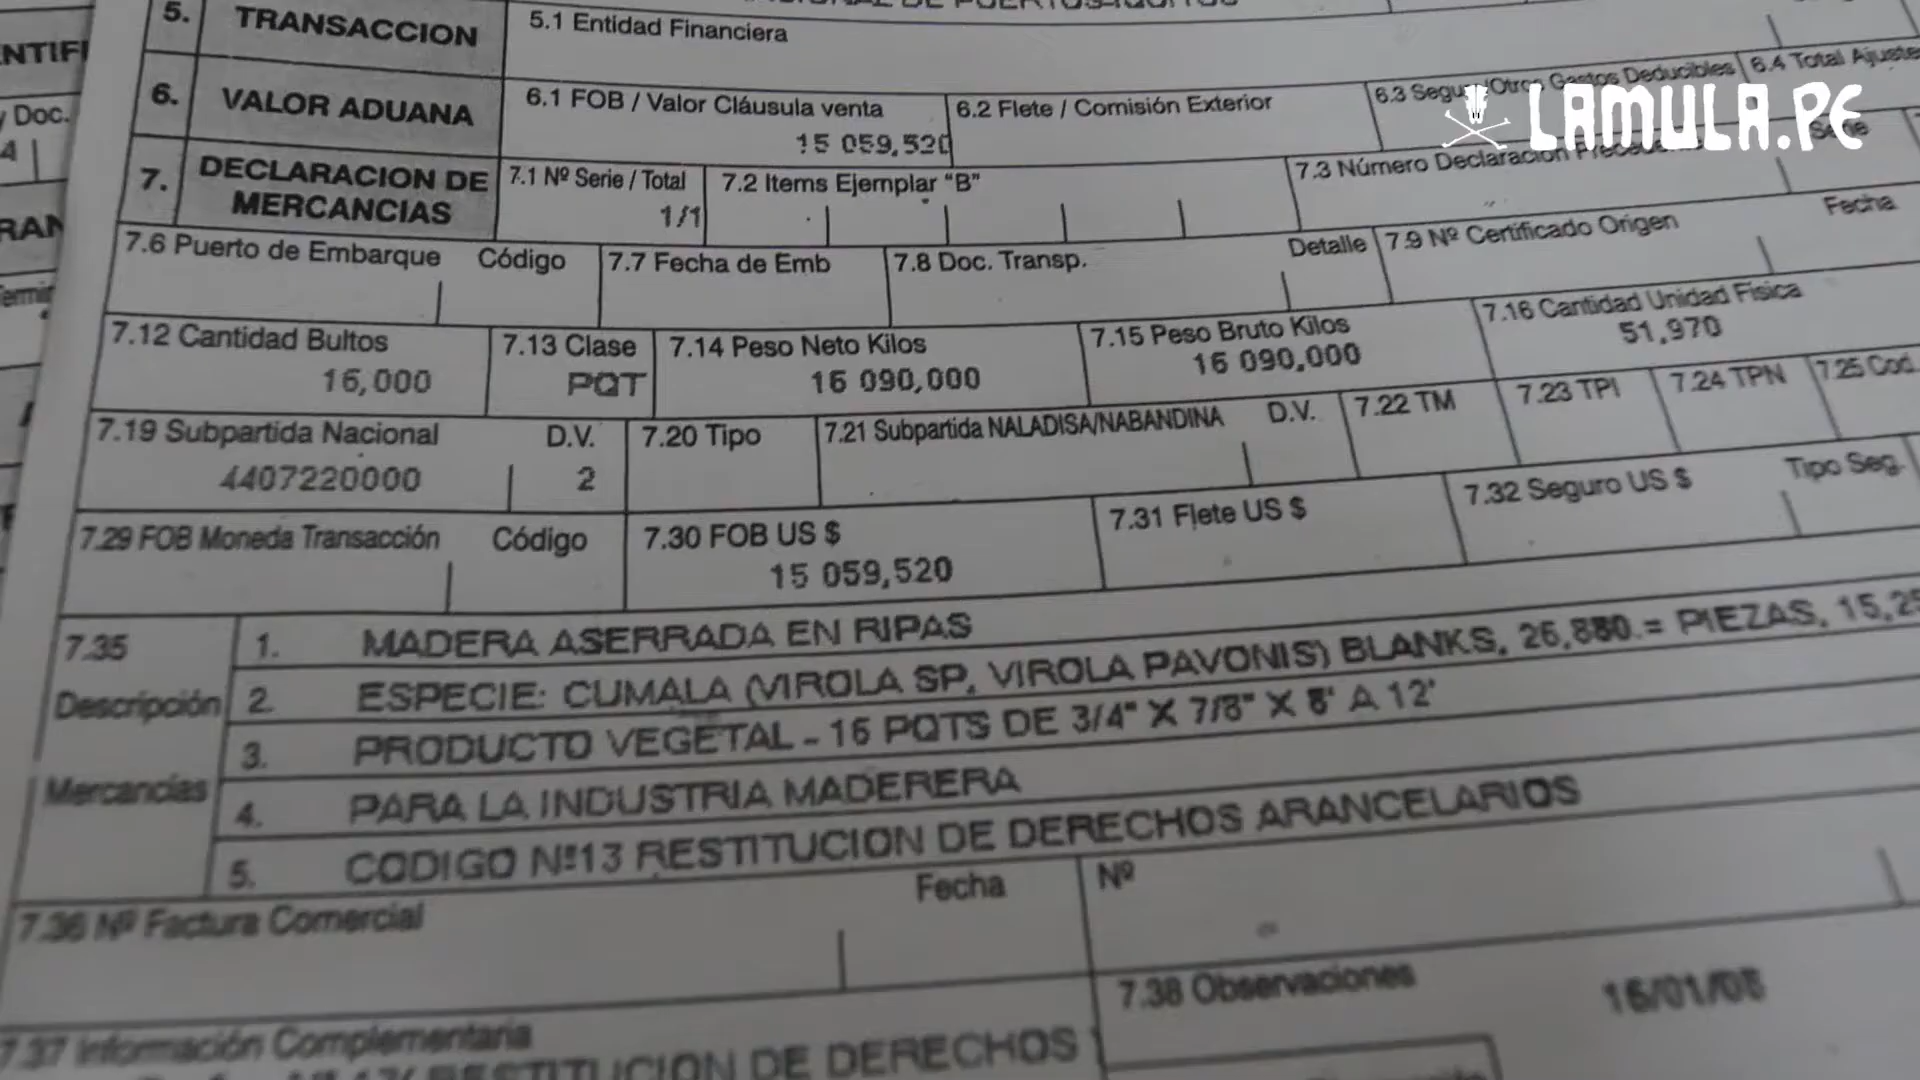 5. TRANSACCION 5.1 Entidad Financiera
NTIFI
6. VALOR ADUANA 6.1 FOB / Valor Cláusula venta 6.2 Flete / Comisión Exterior 6.3 Deducibles 6.4 Total Ajuste
15 059,520
LAMULA.PE
Doc.
7. DECLARACION DE MERCANCIAS 7.1 Nº Serie / Total 7.2 Items Ejemplar "B" 7.3 Número Declaración
1/1
7.6 Puerto de Embarque Código 7.7 Fecha de Emb 7.8 Doc. Transp. Detalle 7.9 Nº Certificado Origen Fecha
7.12 Cantidad Bultos 7.13 Clase 7.14 Peso Neto Kilos 7.15 Peso Bruto Kilos 7.16 Cantidad Unidad Física
16,000 PQT 16 090,000 16 090,000 51,970
7.19 Subpartida Nacional D.V. 7.20 Tipo 7.21 Subpartida NALADISA/NABANDINA D.V. 7.22 TM 7.23 TPI 7.24 TPN 7.25 Cod.
4407220000 2
7.29 FOB Moneda Transacción Código 7.30 FOB US $ 7.31 Flete US $ 7.32 Seguro US $ Tipo Seg.
15 059,520
7.35 Descripción Mercancías
1. MADERA ASERRADA EN RIPAS
2. ESPECIE: CUMALA (VIROLA SP, VIROLA PAVONIS) BLANKS, 26,880.= PIEZAS, 15,25
3. PRODUCTO VEGETAL - 16 PQTS DE 3/4" X 7/8" X 8' A 12'
4. PARA LA INDUSTRIA MADERERA
5. CODIGO Nº13 RESTITUCION DE DERECHOS ARANCELARIOS
7.36 Nº Factura Comercial Fecha Nº
7.37 Información Complementaria 7.38 Observaciones 16/01/08
RESTITUCION DE DERECHOS